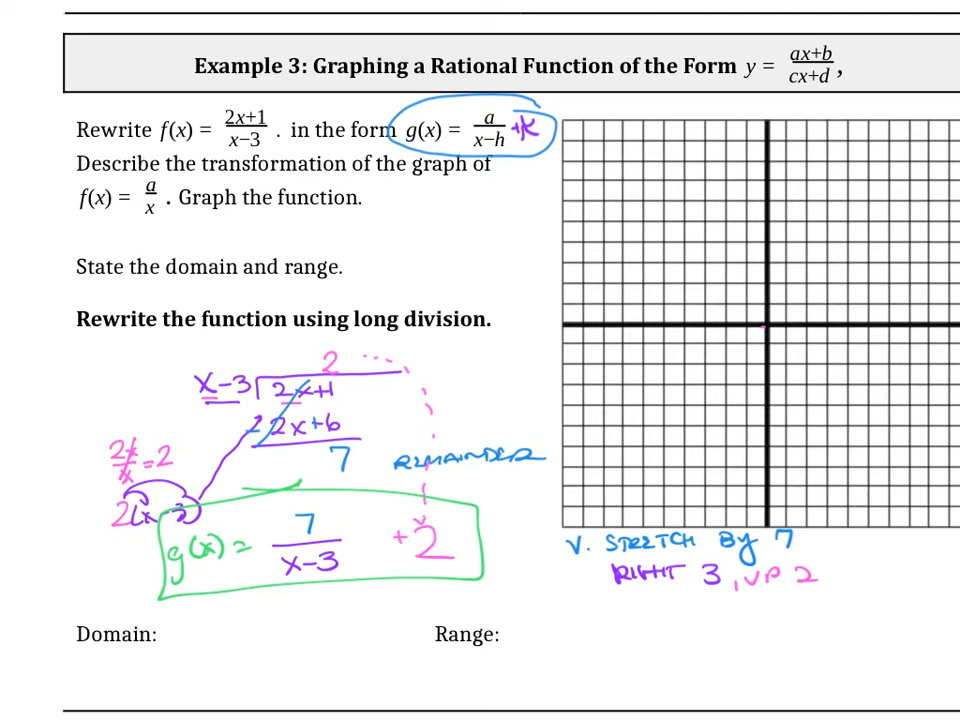 Example 3: Graphing a Rational Function of the Form y = ax+b/cx+d,
Rewrite f(x) = 2x+1/x−3 . in the form g(x) = a/x−h +k
Describe the transformation of the graph of
f(x) = a/x . Graph the function.
State the domain and range.
Rewrite the function using long division.
2
x-3 2x+1
2x+6
2x/x = 2
7 REMAINDER
2(x-3)
g(x) = 7/x-3 +2
V. STRETCH BY 7
RIGHT 3, UP 2
Domain: Range: